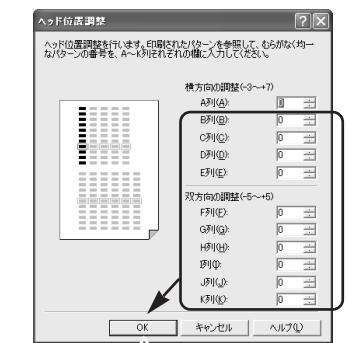 ヘッド位置調整
ヘッド位置調整を行います。印刷されたパターンを参照して、むらがなく均一
なパターンの番号を、A～K列それぞれの欄に入力してください。
横方向の調整(-3～+7)
A列(A):
B列(B): 0
C列(C): 0
D列(D): 0
E列(E): 0
双方向の調整(-5～+5)
F列(F): 0
G列(G): 0
H列(H): 0
I列(I): 0
J列(J): 0
K列(K): 0
OK キャンセル ヘルプ(L)